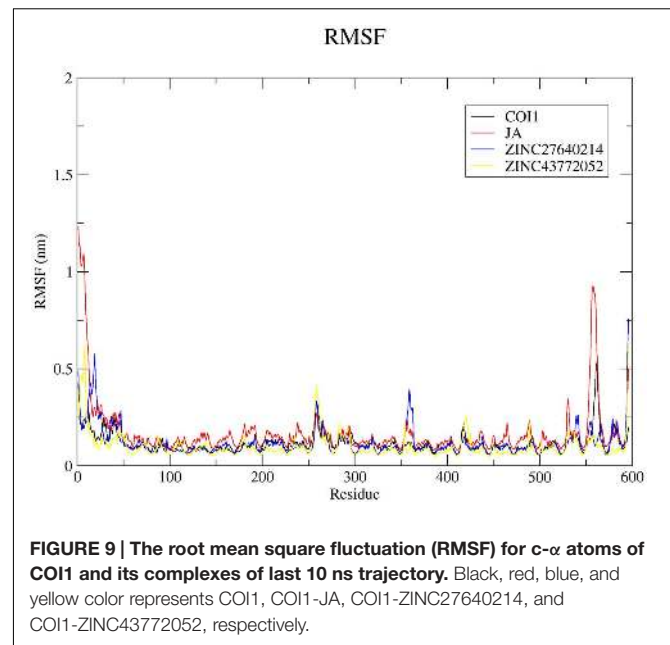 RMSF
2
1.5
1
0.5
0
RMSF (nm)
COI1
JA
ZINC27640214
ZINC43772052
0 100 200 300 400 500 600
Residue
FIGURE 9 | The root mean square fluctuation (RMSF) for c-α atoms of
COI1 and its complexes of last 10 ns trajectory. Black, red, blue, and
yellow color represents COI1, COI1-JA, COI1-ZINC27640214, and
COI1-ZINC43772052, respectively.